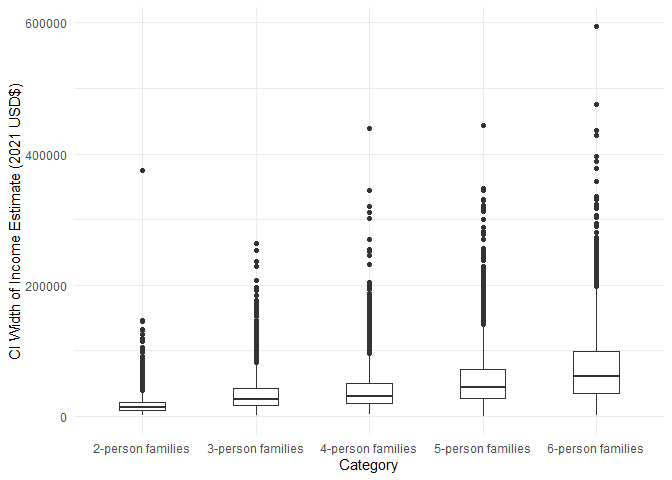 600000
400000
200000
0
CI Width of Income Estimate (2021 USD$)
2-person families 3-person families 4-person families 5-person families 6-person families
Category